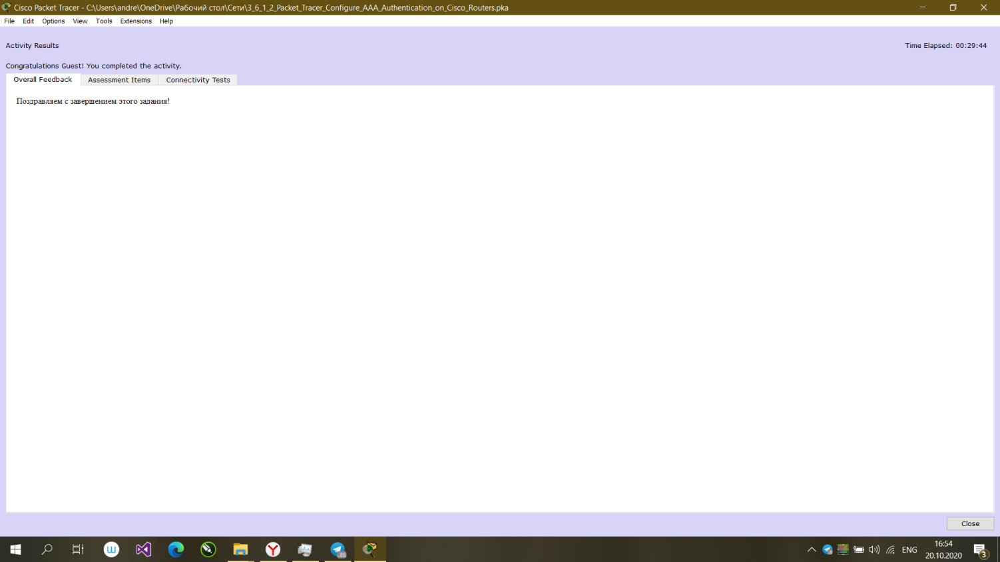 Cisco Packet Tracer - C:\Users\andre\OneDrive\Рабочий стол\Сети\3_6_1_2_Packet_Tracer_Configure_AAA_Authentication_on_Cisco_Routers.pka
File Edit Options View Tools Extensions Help
Activity Results Time Elapsed: 00:29:44
Congratulations Guest! You completed the activity.
Overall Feedback Assessment Items Connectivity Tests
Поздравляем с завершением этого задания!
Close
86
ENG 16:54
20.10.2020
3